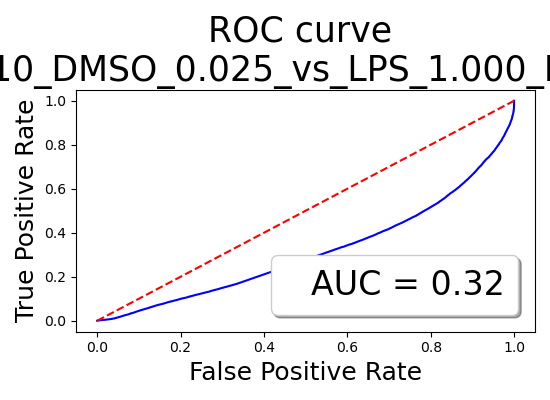 ROC curve
10_DMSO_0.025_vs_LPS_1.000_
True Positive Rate
1.0
0.8
0.6
0.4
0.2
0.0
AUC = 0.32
0.0 0.2 0.4 0.6 0.8 1.0
False Positive Rate